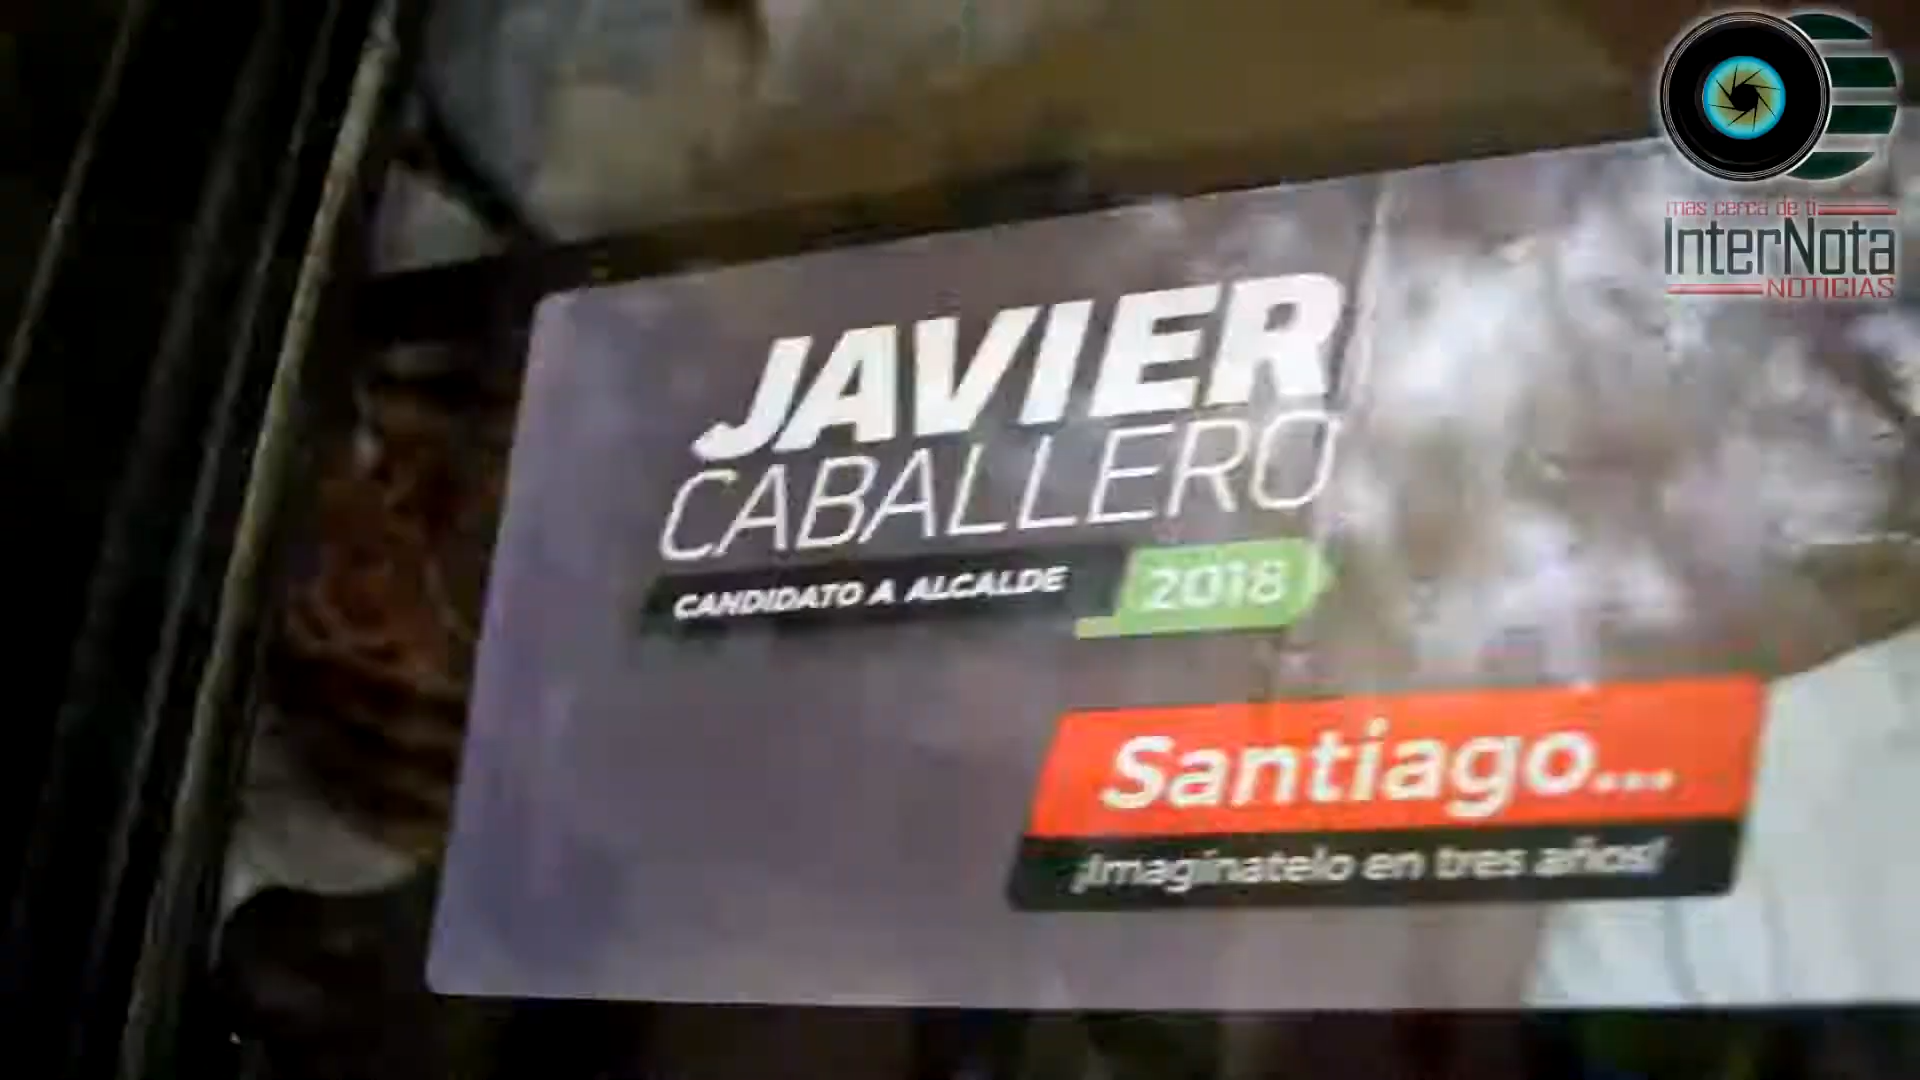 mas cerca de ti
InterNota
NOTICIAS
JAVIER
CABALLERO
CANDIDATO A ALCALDE 2018
Santiago...
¡Imagínatelo en tres años!